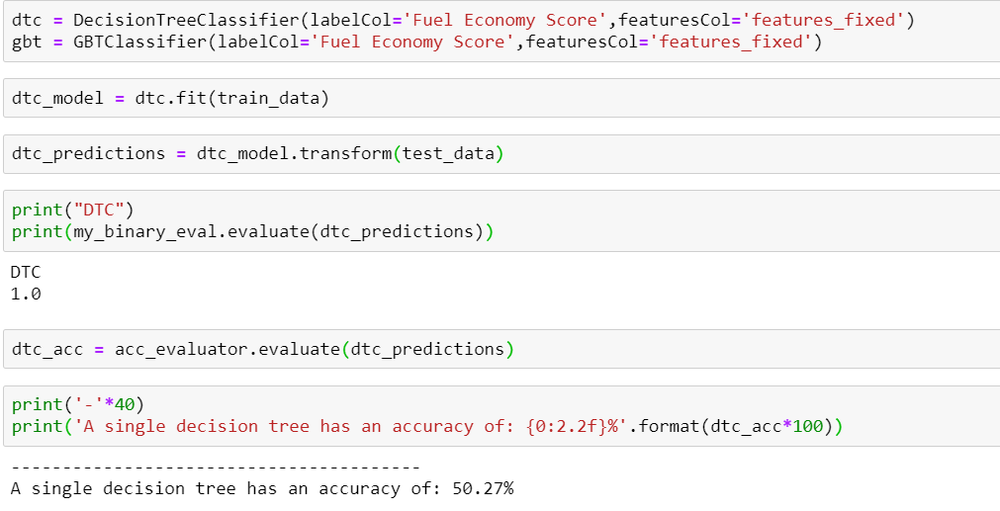 dtc = DecisionTreeClassifier(labelCol='Fuel Economy Score',featuresCol='features_fixed')
gbt = GBTClassifier(labelCol='Fuel Economy Score',featuresCol='features_fixed')
dtc_model = dtc.fit(train_data)
dtc_predictions = dtc_model.transform(test_data)
print("DTC")
print(my_binary_eval.evaluate(dtc_predictions))
DTC
1.0
dtc_acc = acc_evaluator.evaluate(dtc_predictions)
print('-'*40)
print('A single decision tree has an accuracy of: {0:2.2f}%'.format(dtc_acc*100))
----------------------------------------
A single decision tree has an accuracy of: 50.27%